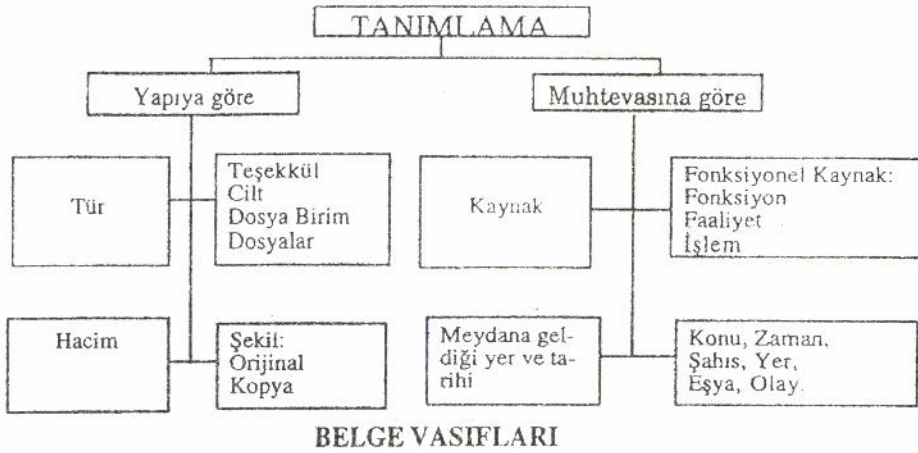 TANIMLAMA
Yapıya göre
Muhtevasına göre
Tür
Teşekkül
Cilt
Dosya Birim
Dosyalar
Kaynak
Fonksiyonel Kaynak:
Fonksiyon
Faaliyet
İşlem
Hacim
Şekil:
Orijinal
Kopya
Meydana gel-
diği yer ve ta-
rihi
Konu, Zaman,
Şahıs, Yer,
Eşya, Olay.
BELGE VASIFLARI